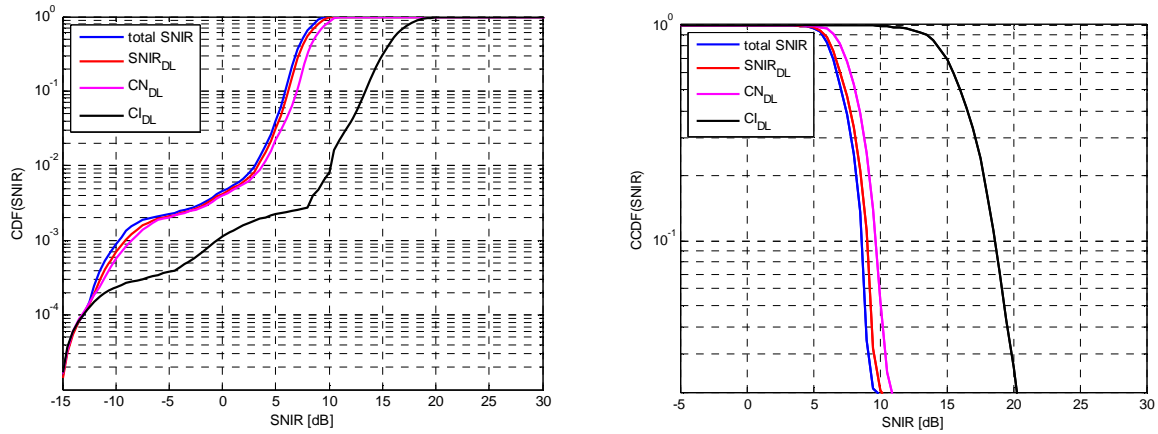 10^0
10^-1
10^-2
10^-3
10^-4
CDF(SNIR)
total SNIR
SNIR_DL
CN_DL
CI_DL
-15 -10 -5 0 5 10 15 20 25 30
SNIR [dB]
10^0
10^-1
CCDF(SNIR)
total SNIR
SNIR_DL
CN_DL
CI_DL
-5 0 5 10 15 20 25 30
SNIR [dB]